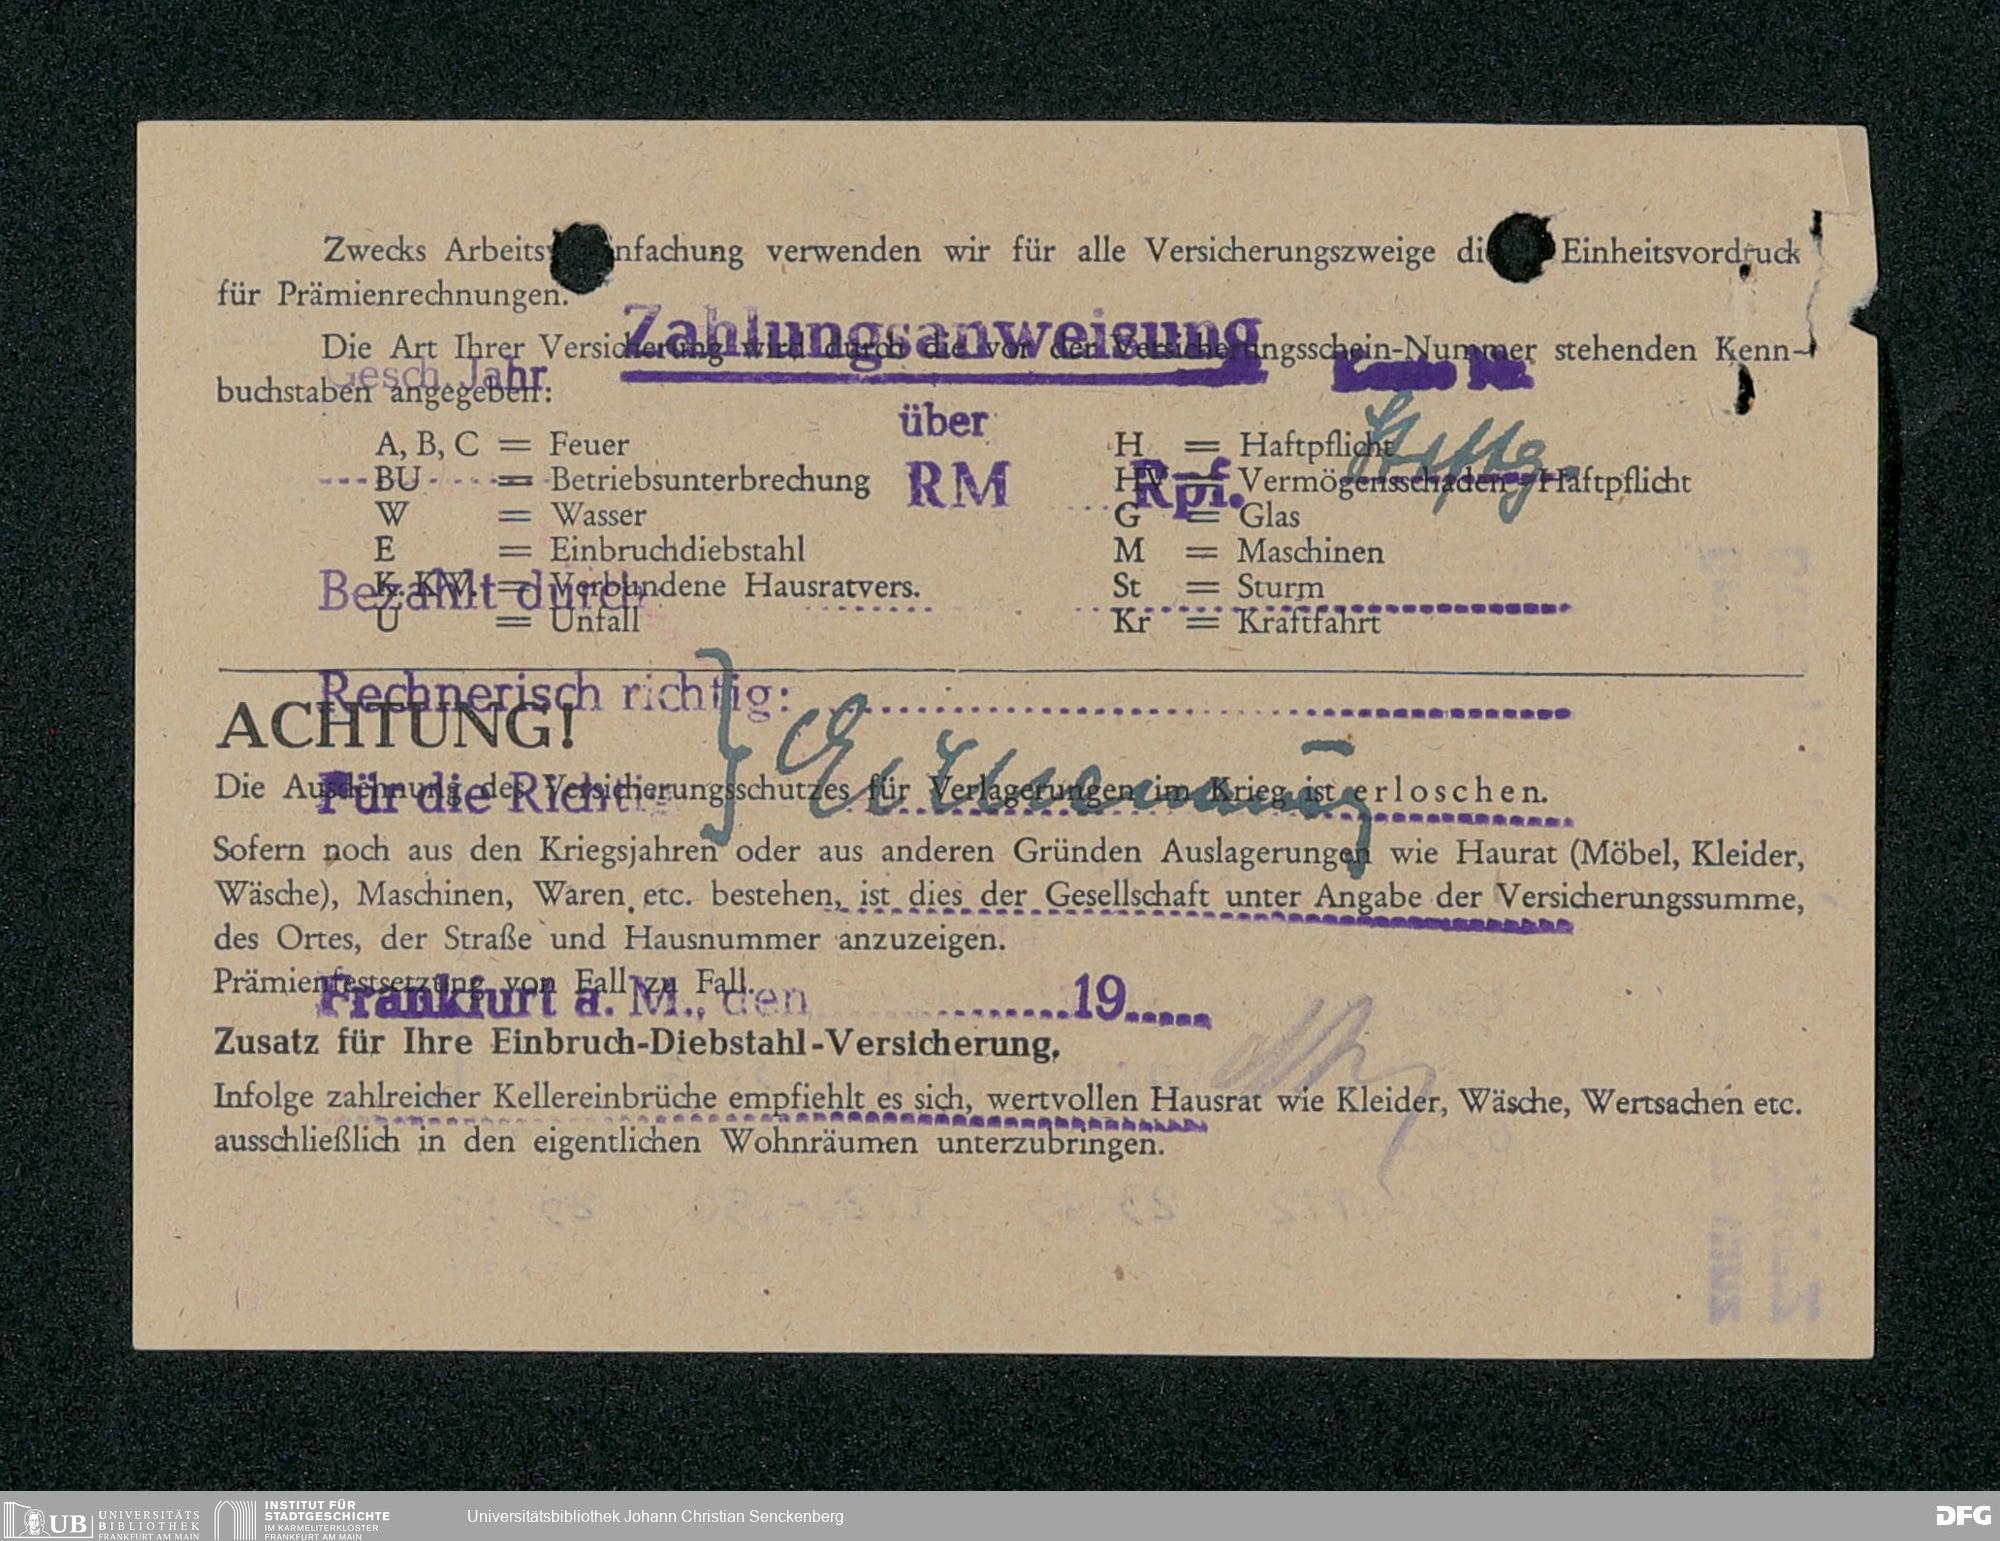 Zwecks Arbeitsv nfachung verwenden wir für alle Versicherungszweige di Einheitsvordruck
für Prämienrechnungen.
Zahlungsanweisung
Die Art Ihrer Versicherung wird durch die vor der Versicherungsschein-Nummer stehenden Kenn-
Gesch. Jahr
buchstaben angegeben:
über
A, B, C = Feuer
H = Haftpflicht
BU = Betriebsunterbrechung
RM
Rpf.
HV = Vermögensschaden-Haftpflicht
W = Wasser
G = Glas
E = Einbruchdiebstahl
M = Maschinen
K. KV. = Verbundene Hausratvers.
St = Sturm
Bezahlt durch
U = Unfall
Kr = Kraftfahrt
Rechnerisch richtig:
ACHTUNG!
Die Ausdehnung des Versicherungsschutzes für Verlagerungen im Krieg ist erloschen.
Für die Richti
Sofern noch aus den Kriegsjahren oder aus anderen Gründen Auslagerungen wie Haurat (Möbel, Kleider,
Wäsche), Maschinen, Waren etc. bestehen, ist dies der Gesellschaft unter Angabe der Versicherungssumme,
des Ortes, der Straße und Hausnummer anzuzeigen.
Prämienfestsetzung von Fall zu Fall.
Frankfurt a. M., den 19
Zusatz für Ihre Einbruch-Diebstahl-Versicherung.
Infolge zahlreicher Kellereinbrüche empfiehlt es sich, wertvollen Hausrat wie Kleider, Wäsche, Wertsachen etc.
ausschließlich in den eigentlichen Wohnräumen unterzubringen.
UB UNIVERSITÄTS
BIBLIOTHEK
FRANKFURT AM MAIN
INSTITUT FÜR
STADTGESCHICHTE
IM KARMELITERKLOSTER
FRANKFURT AM MAIN
Universitätsbibliothek Johann Christian Senckenberg
DFG